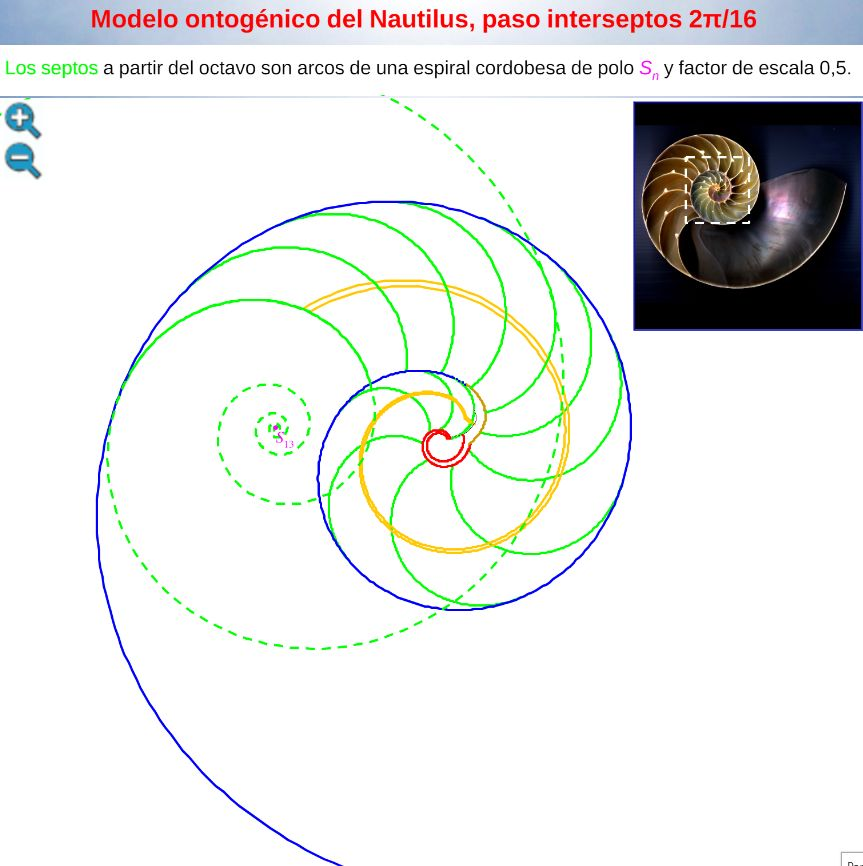 Modelo ontogénico del Nautilus, paso interseptos 2π/16
Los septos a partir del octavo son arcos de una espiral cordobesa de polo Sn y factor de escala 0,5.
S13